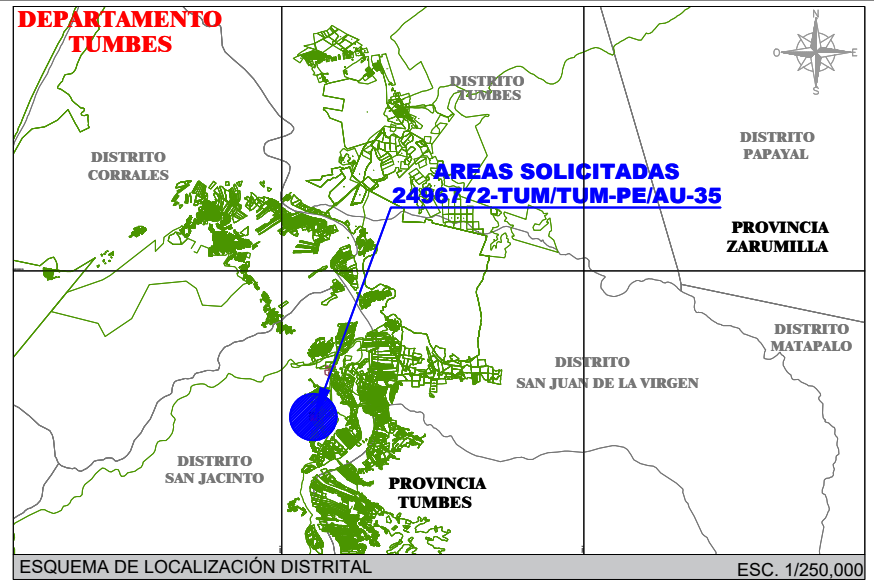 DEPARTAMENTO
TUMBES
N
O
E
S
DISTRITO
TUMBES
DISTRITO
PAPAYAL
DISTRITO
CORRALES
AREAS SOLICITADAS
2496772-TUM/TUM-PE/AU-35
PROVINCIA
ZARUMILLA
DISTRITO
MATAPALO
DISTRITO
SAN JUAN DE LA VIRGEN
DISTRITO
SAN JACINTO
PROVINCIA
TUMBES
ESQUEMA DE LOCALIZACIÓN DISTRITAL
ESC. 1/250,000